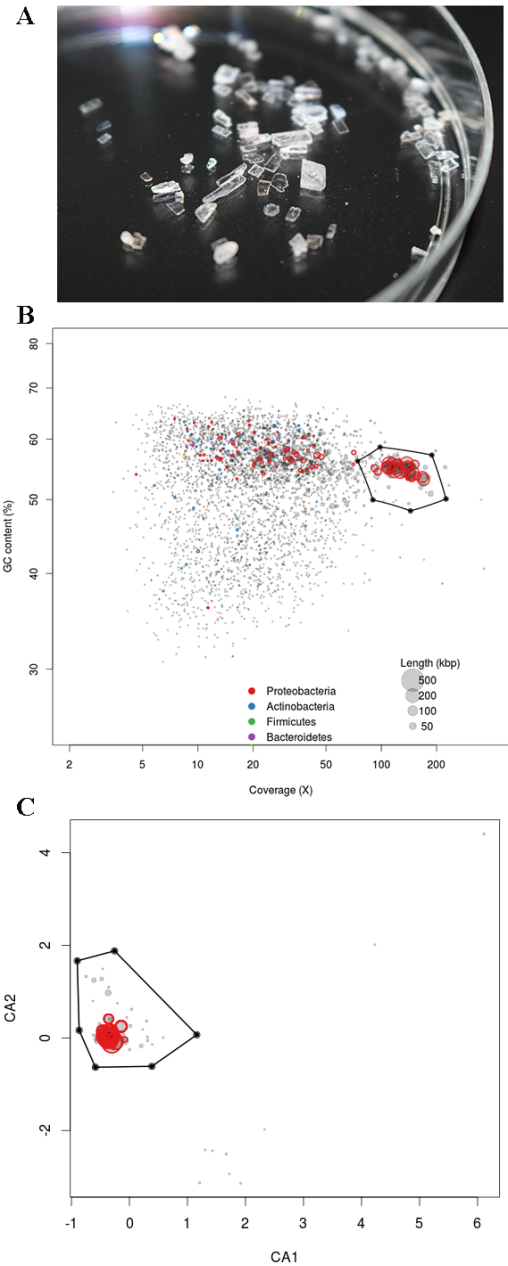 A
B
80
70
60
50
40
30
GC content (%)
Length (kbp)
500
200
100
50
Proteobacteria
Actinobacteria
Firmicutes
Bacteroidetes
2 5 10 20 50 100 200
Coverage (X)
C
4
2
0
-2
CA2
-1 0 1 2 3 4 5 6
CA1